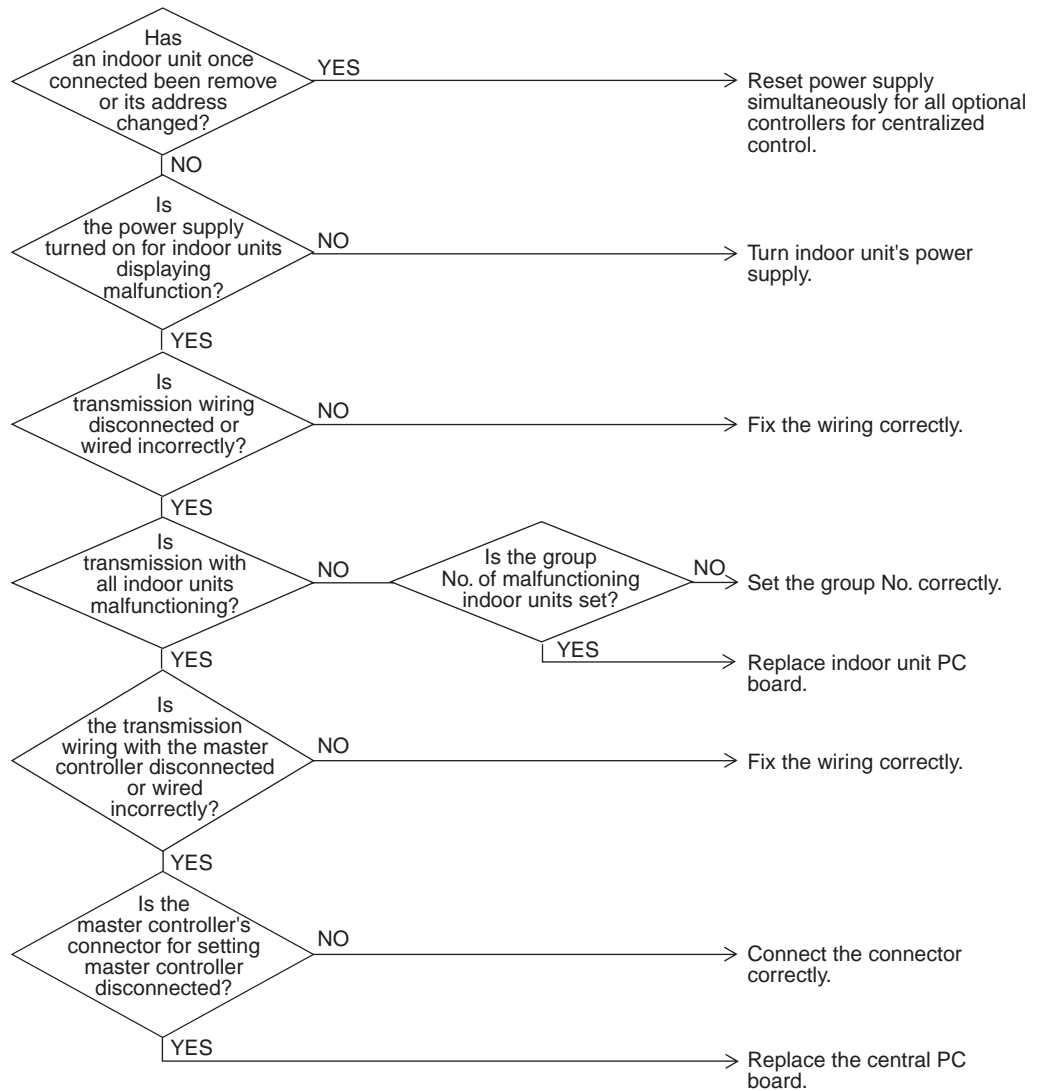 Has
an indoor unit once
connected been remove
or its address
changed?
YES
Reset power supply
simultaneously for all optional
controllers for centralized
control.
NO
Is
the power supply
turned on for indoor units
displaying
malfunction?
NO
Turn indoor unit's power
supply.
YES
Is
transmission wiring
disconnected or
wired incorrectly?
NO
Fix the wiring correctly.
YES
Is
transmission with
all indoor units
malfunctioning?
NO
Is the group
No. of malfunctioning
indoor units set?
NO
Set the group No. correctly.
YES
Replace indoor unit PC
board.
YES
Is
the transmission
wiring with the master
controller disconnected
or wired
incorrectly?
NO
Fix the wiring correctly.
YES
Is the
master controller's
connector for setting
master controller
disconnected?
NO
Connect the connector
correctly.
YES
Replace the central PC
board.